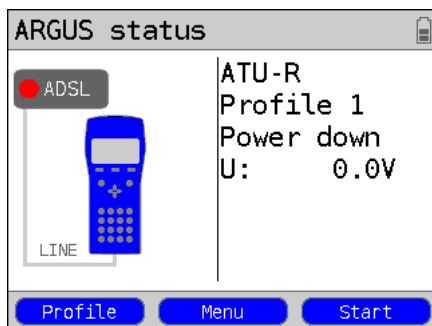 ARGUS status
ADSL
LINE
ATU-R
Profile 1
Power down
U: 0.0V
Profile
Menu
Start